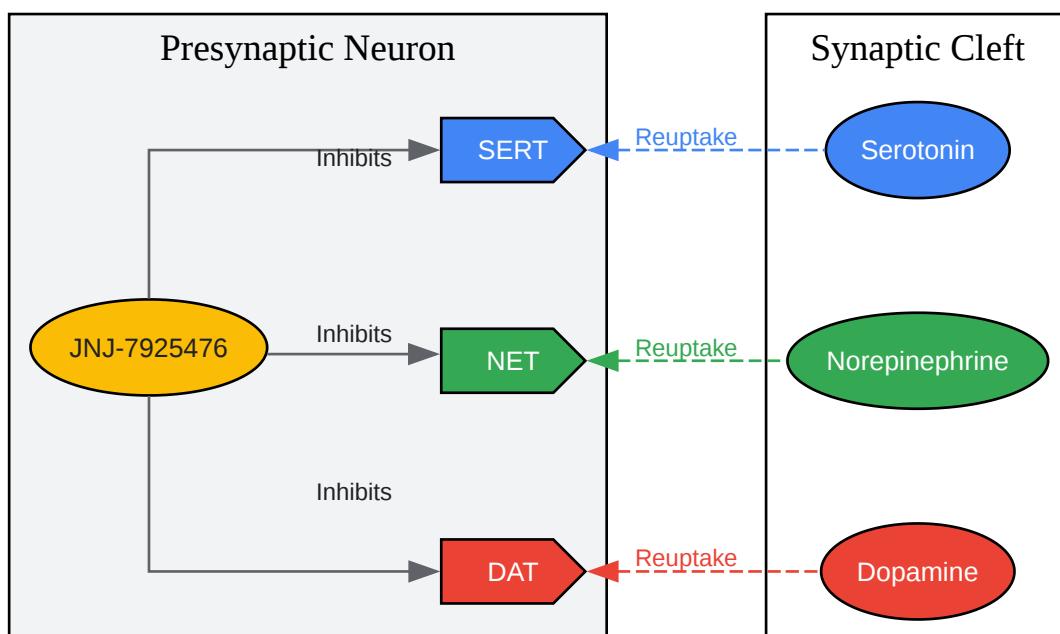 Presynaptic Neuron
Synaptic Cleft
Inhibits
SERT
Reuptake
Serotonin
JNJ-7925476
Inhibits
NET
Reuptake
Norepinephrine
Inhibits
DAT
Reuptake
Dopamine